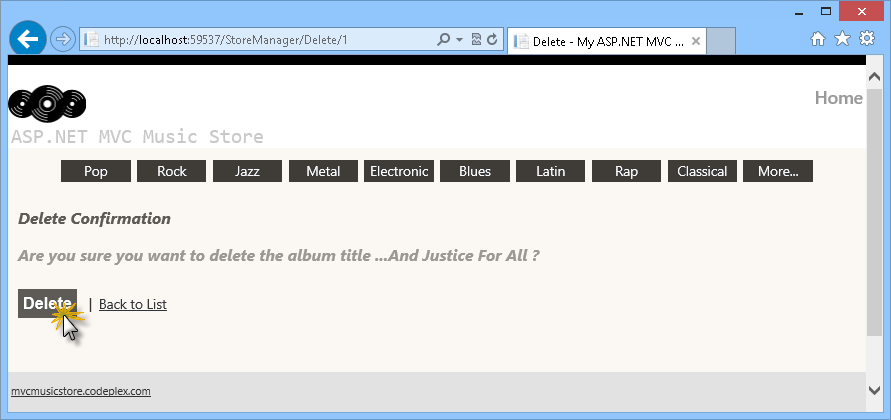 http://localhost:59537/StoreManager/Delete/1
Delete - My ASP.NET MVC ...
Home
ASP.NET MVC Music Store
Pop Rock Jazz Metal Electronic Blues Latin Rap Classical More...
Delete Confirmation
Are you sure you want to delete the album title ...And Justice For All ?
Delete | Back to List
mvcmusicstore.codeplex.com